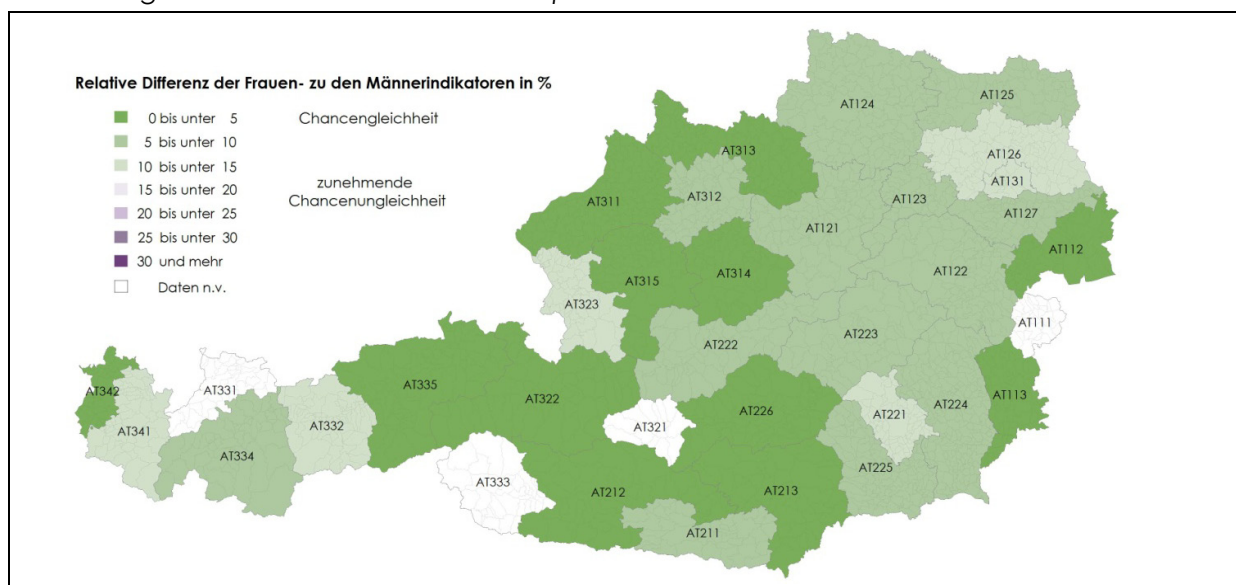 Relative Differenz der Frauen- zu den Männerindikatoren in %
0 bis unter 5 Chancengleichheit
5 bis unter 10
10 bis unter 15
15 bis unter 20 zunehmende
20 bis unter 25 Chancenungleichheit
25 bis unter 30
30 und mehr
Daten n.v.
AT124
AT125
AT126
AT131
AT313
AT312
AT311
AT123
AT127
AT121
AT112
AT122
AT315
AT314
AT323
AT111
AT223
AT222
AT342
AT331
AT335
AT322
AT226
AT113
AT221
AT224
AT341
AT332
AT321
AT334
AT225
AT333
AT212
AT213
AT211